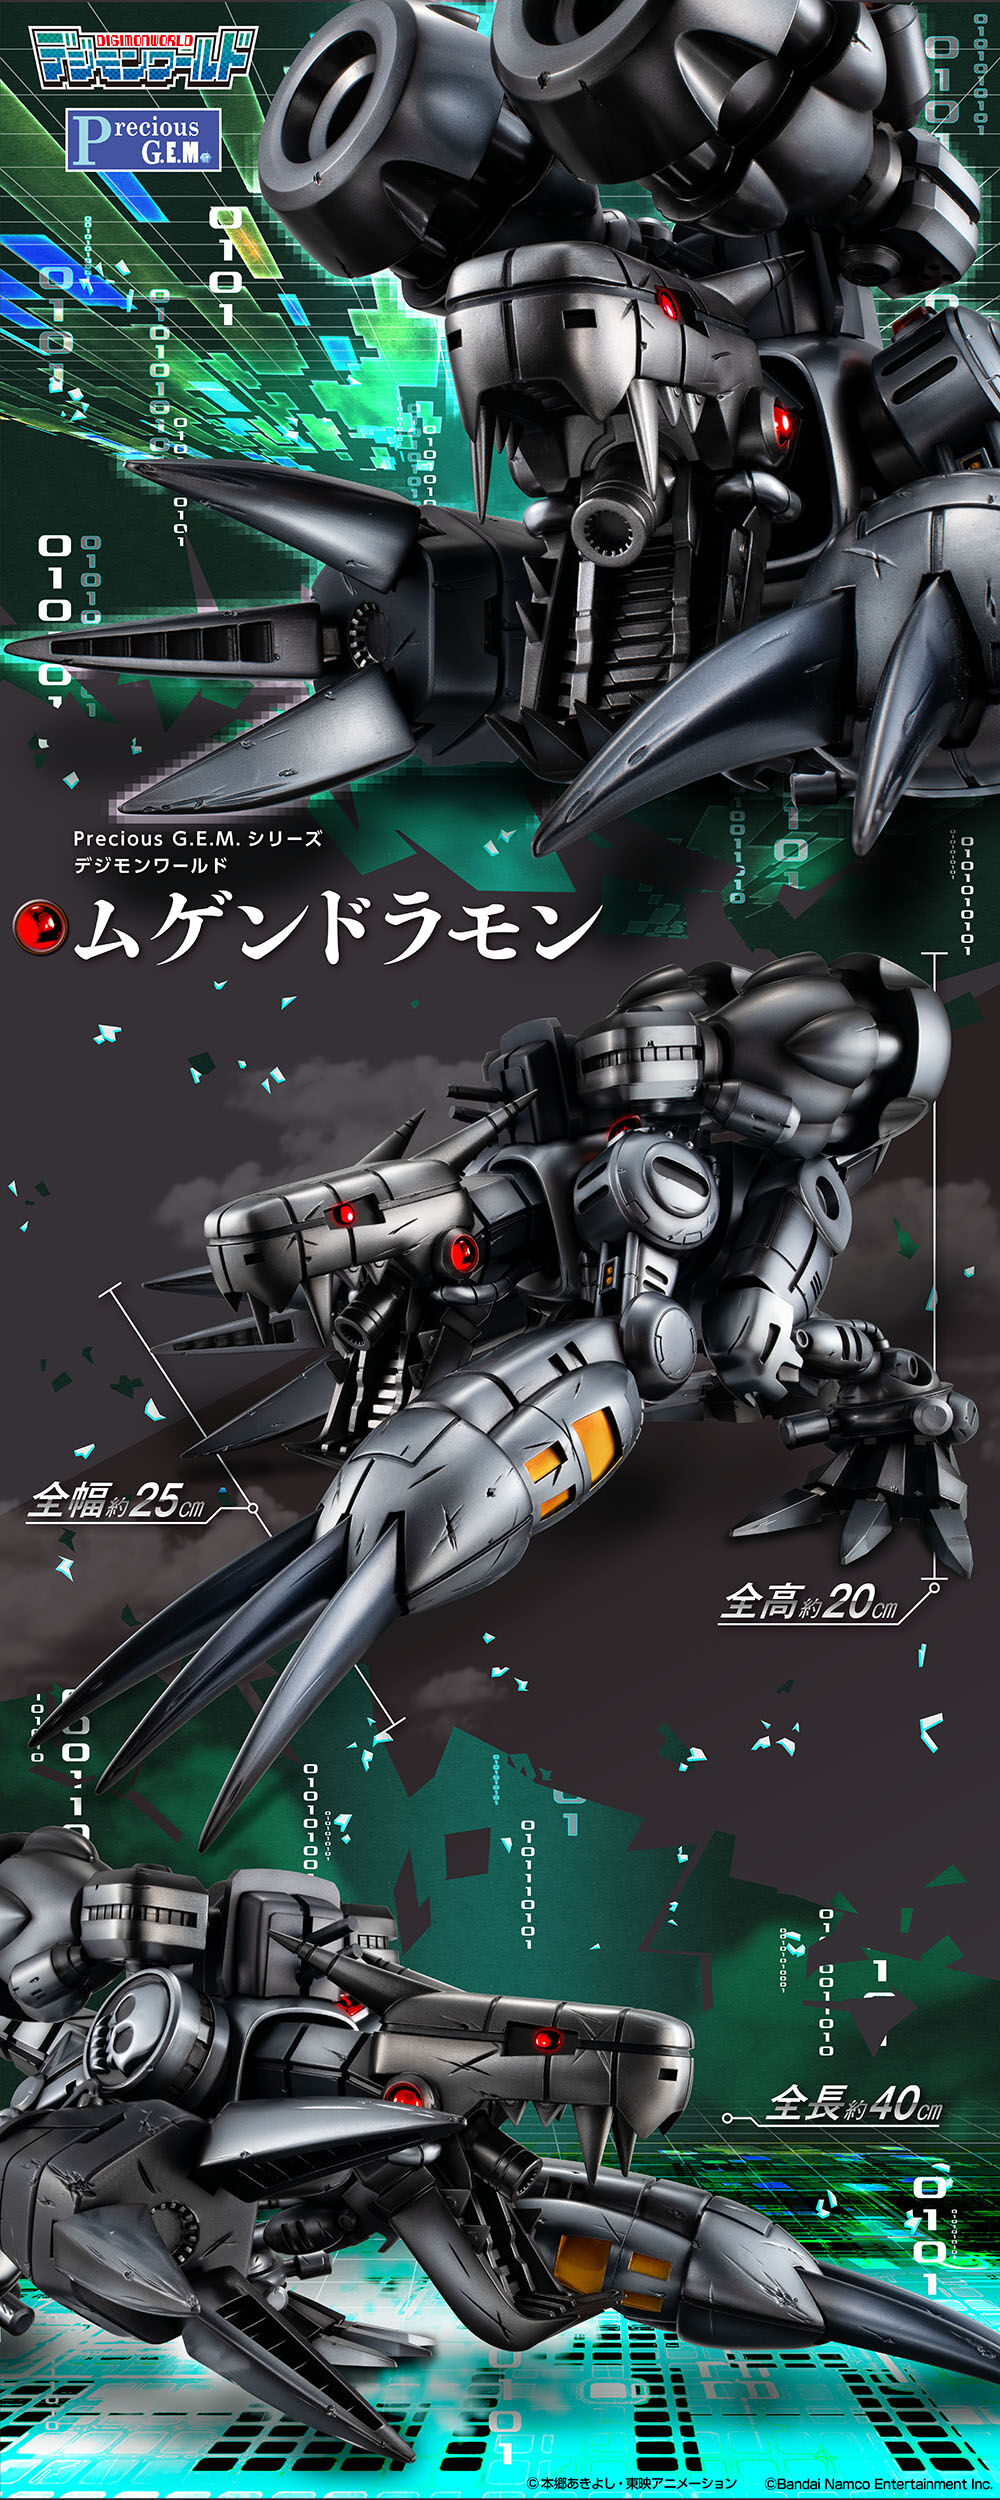 DIGIMONWORLD
デジモンワールド
Precious
G.E.M.
0101
Precious G.E.M. シリーズ
デジモンワールド
ムゲンドラモン
全幅約25cm
全高約20cm
全長約40cm
0101
©本郷あきよし・東映アニメーション ©Bandai Namco Entertainment Inc.